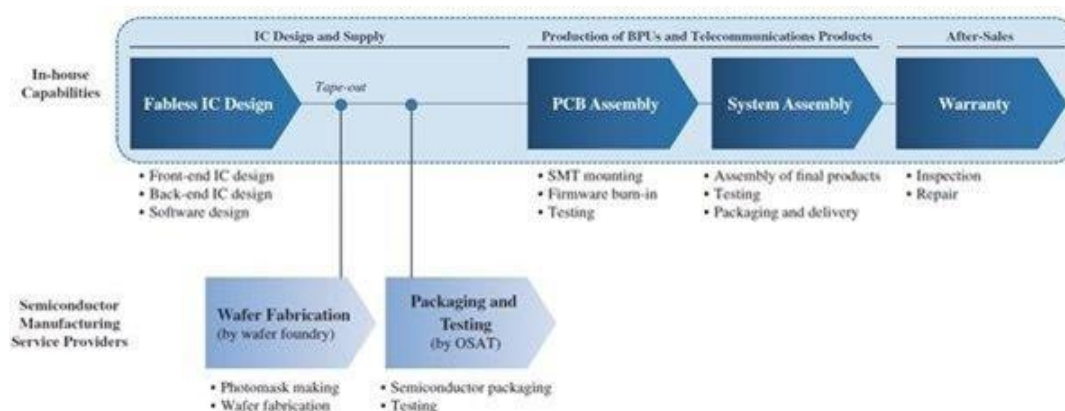 IC Design and Supply
Production of BPUs and Telecommunications Products
After-Sales
In-house
Capabilities
Fabless IC Design
Tape-out
PCB Assembly
System Assembly
Warranty
• Front-end IC design
• Back-end IC design
• Software design
• SMT mounting
• Firmware burn-in
• Testing
• Assembly of final products
• Testing
• Packaging and delivery
• Inspection
• Repair
Semiconductor
Manufacturing
Service Providers
Wafer Fabrication
(by wafer foundry)
Packaging and
Testing
(by OSAT)
• Photomask making
• Wafer fabrication
• Semiconductor packaging
• Testing